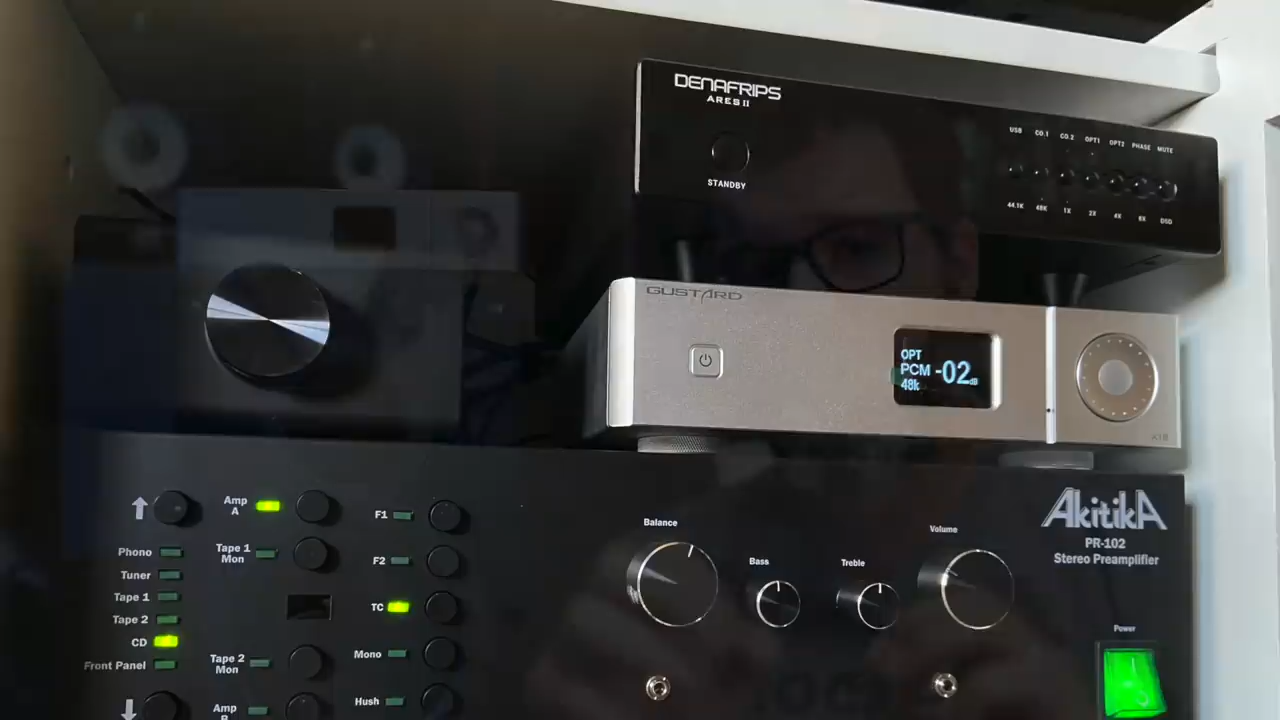 DENAFRIPS
ARES II
STANDBY
USB CO.1 CO.2 OPT1 OPT2 PHASE MUTE
44.1K 48K 1X 2X 4X 8X DSD
GUSTARD
OPT
PCM -02dB
48k
X18
AkitikA
PR-102
Stereo Preamplifier
Power
Balance
Bass
Treble
Volume
Amp
A
Tape 1
Mon
Tape 2
Mon
Amp
Phono
Tuner
Tape 1
Tape 2
CD
Front Panel
F1
F2
TC
Mono
Hush